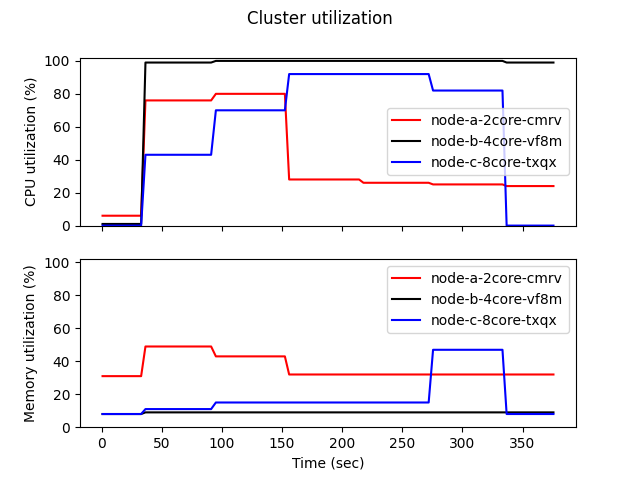 Cluster utilization
CPU utilization (%)
100
80
60
40
20
0
node-a-2core-cmrv
node-b-4core-vf8m
node-c-8core-txqx
Memory utilization (%)
100
80
60
40
20
0
node-a-2core-cmrv
node-b-4core-vf8m
node-c-8core-txqx
0 50 100 150 200 250 300 350
Time (sec)